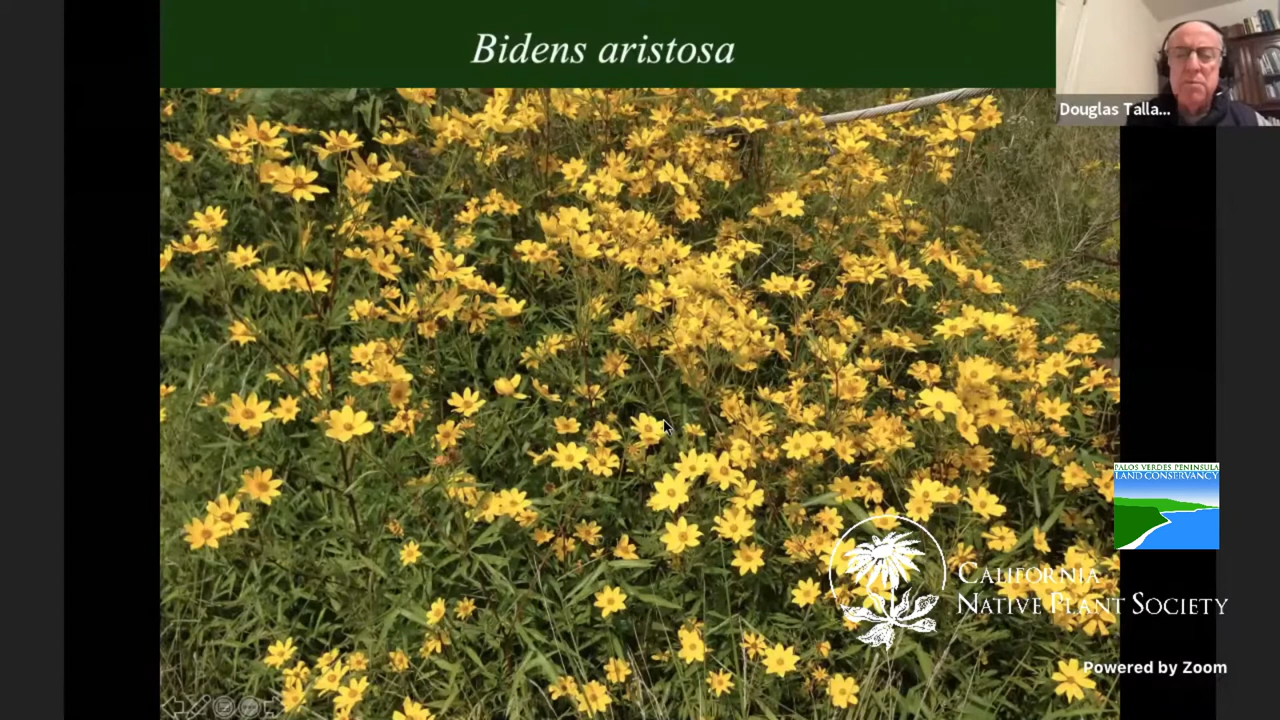 Bidens aristosa
Douglas Talla...
PALOS VERDES PENINSULA
LAND CONSERVANCY
CALIFORNIA
NATIVE PLANT SOCIETY
Powered by Zoom